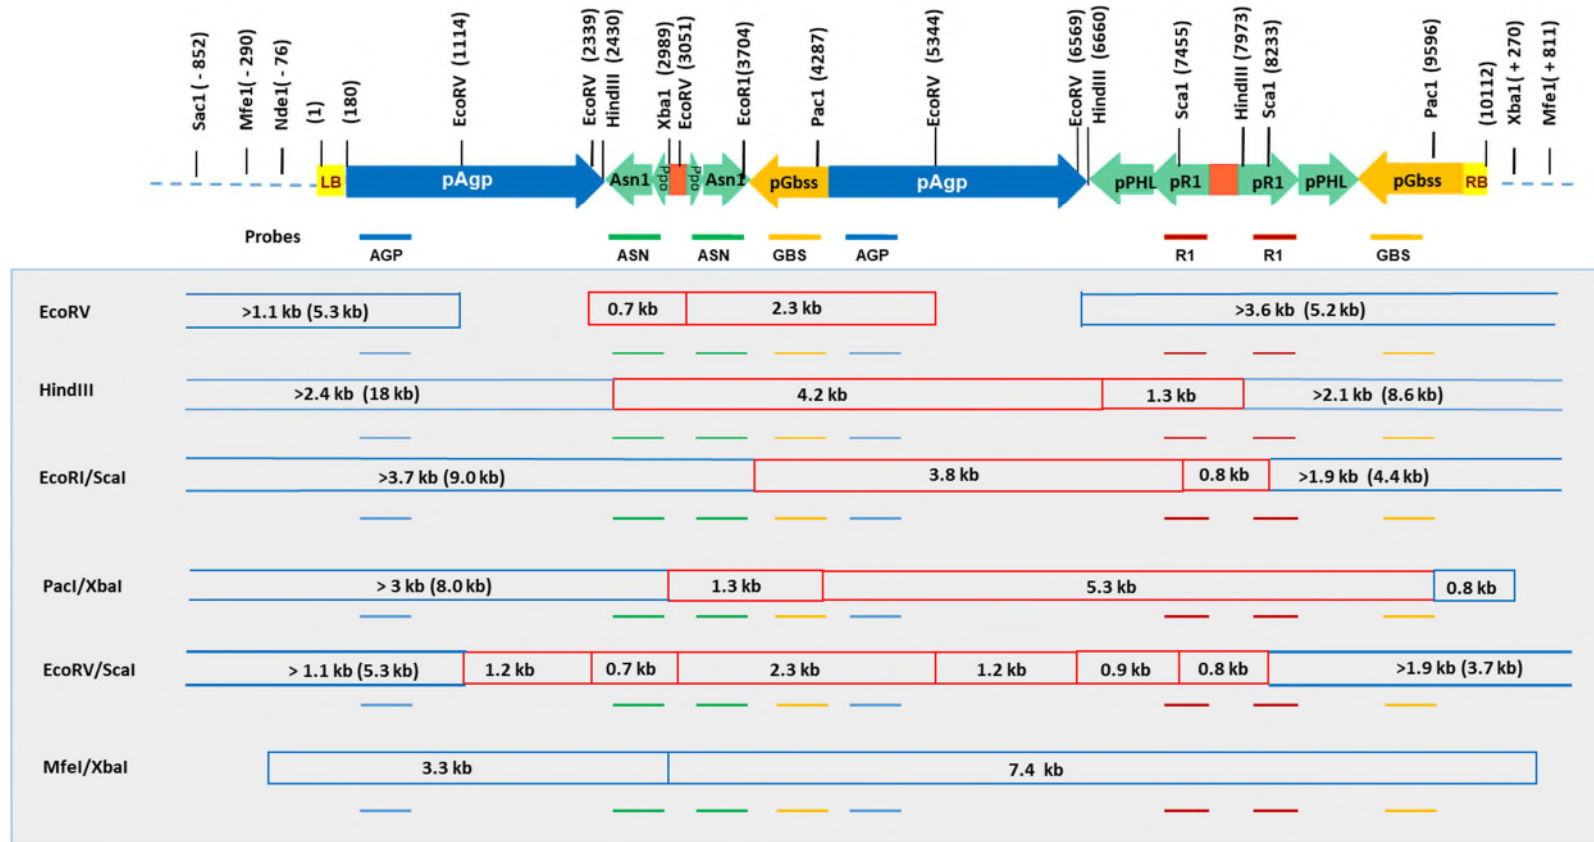 Sac1 (- 852)
Mfe1(- 290)
Nde1(- 76)
(1)
(180)
EcoRV (1114)
EcoRV (2339)
HindIII (2430)
Xba1 (2989)
EcoRV (3051)
EcoR1(3704)
Pac1 (4287)
EcoRV (5344)
EcoRV (6569)
HindIII (6660)
Sca1 (7455)
HindIII (7973)
Sca1 (8233)
Pac1 (9596)
(10112)
Xba1( + 270)
Mfe1( + 811)
LB pAgp Asn1 Ppo Ppo Asn1 pGbss pAgp pPHL pR1 pR1 pPHL pGbss RB
Probes
AGP ASN ASN GBS AGP R1 R1 GBS
EcoRV >1.1 kb (5.3 kb) 0.7 kb 2.3 kb >3.6 kb (5.2 kb)
HindIII >2.4 kb (18 kb) 4.2 kb 1.3 kb >2.1 kb (8.6 kb)
EcoRI/ScaI >3.7 kb (9.0 kb) 3.8 kb 0.8 kb >1.9 kb (4.4 kb)
PacI/XbaI > 3 kb (8.0 kb) 1.3 kb 5.3 kb 0.8 kb
EcoRV/ScaI > 1.1 kb (5.3 kb) 1.2 kb 0.7 kb 2.3 kb 1.2 kb 0.9 kb 0.8 kb >1.9 kb (3.7 kb)
MfeI/XbaI 3.3 kb 7.4 kb